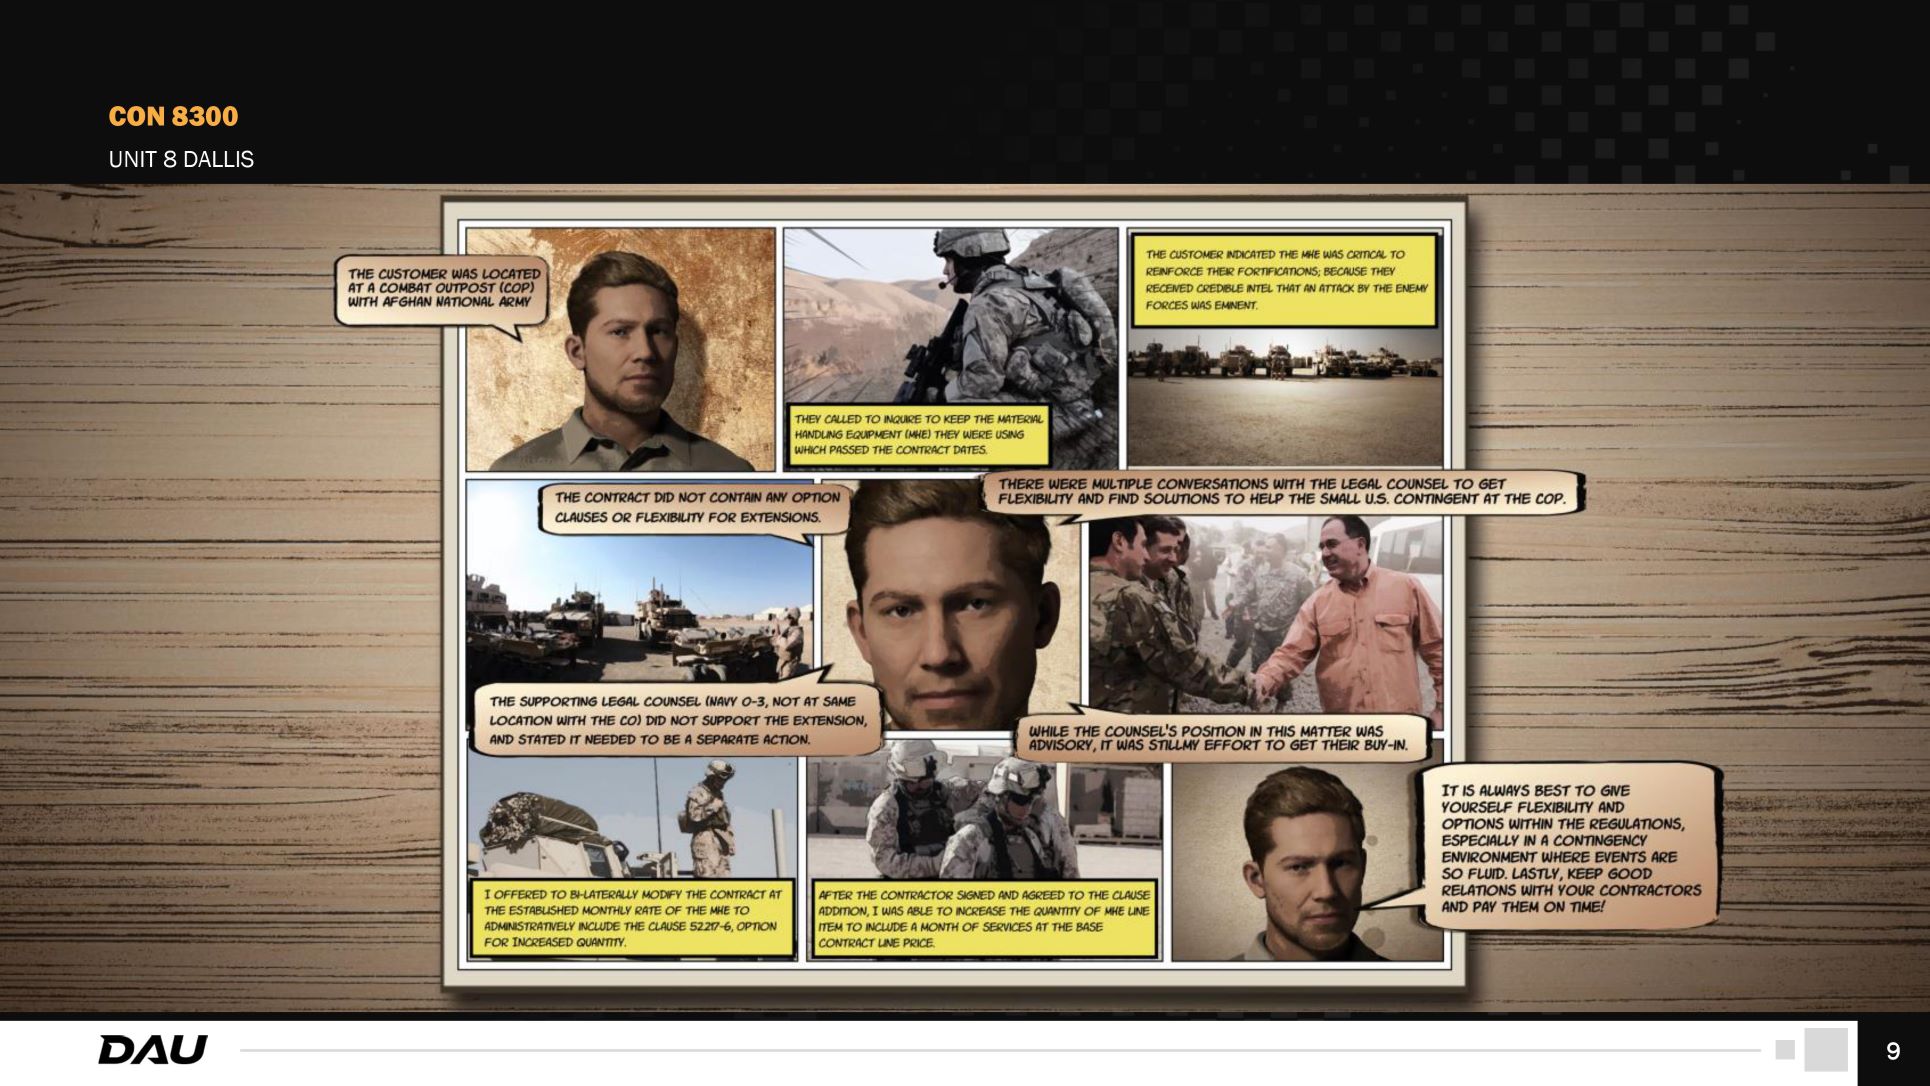 CON 8300
UNIT 8 DALLIS
THE CUSTOMER WAS LOCATED
AT A COMBAT OUTPOST (COP)
WITH AFGHAN NATIONAL ARMY
THEY CALLED TO INQUIRE TO KEEP THE MATERIAL
HANDLING EQUIPMENT (MHE) THEY WERE USING
WHICH PASSED THE CONTRACT DATES.
THE CUSTOMER INDICATED THE MHE WAS CRITICAL TO
REINFORCE THEIR FORTIFICATIONS; BECAUSE THEY
RECEIVED CREDIBLE INTEL THAT AN ATTACK BY THE ENEMY
FORCES WAS EMINENT.
THE CONTRACT DID NOT CONTAIN ANY OPTION
CLAUSES OR FLEXIBILITY FOR EXTENSIONS.
THE SUPPORTING LEGAL COUNSEL (NAVY O-3, NOT AT SAME
LOCATION WITH THE CO) DID NOT SUPPORT THE EXTENSION,
AND STATED IT NEEDED TO BE A SEPARATE ACTION.
THERE WERE MULTIPLE CONVERSATIONS WITH THE LEGAL COUNSEL TO GET
FLEXIBILITY AND FIND SOLUTIONS TO HELP THE SMALL U.S. CONTINGENT AT THE COP.
WHILE THE COUNSEL'S POSITION IN THIS MATTER WAS
ADVISORY, IT WAS STILLMY EFFORT TO GET THEIR BUY-IN.
I OFFERED TO BI-LATERALLY MODIFY THE CONTRACT AT
THE ESTABLISHED MONTHLY RATE OF THE MHE TO
ADMINISTRATIVELY INCLUDE THE CLAUSE 52.217-6, OPTION
FOR INCREASED QUANTITY.
AFTER THE CONTRACTOR SIGNED AND AGREED TO THE CLAUSE
ADDITION, I WAS ABLE TO INCREASE THE QUANTITY OF MHE LINE
ITEM TO INCLUDE A MONTH OF SERVICES AT THE BASE
CONTRACT LINE PRICE.
IT IS ALWAYS BEST TO GIVE
YOURSELF FLEXIBILITY AND
OPTIONS WITHIN THE REGULATIONS,
ESPECIALLY IN A CONTINGENCY
ENVIRONMENT WHERE EVENTS ARE
SO FLUID. LASTLY, KEEP GOOD
RELATIONS WITH YOUR CONTRACTORS
AND PAY THEM ON TIME!
DAU
9